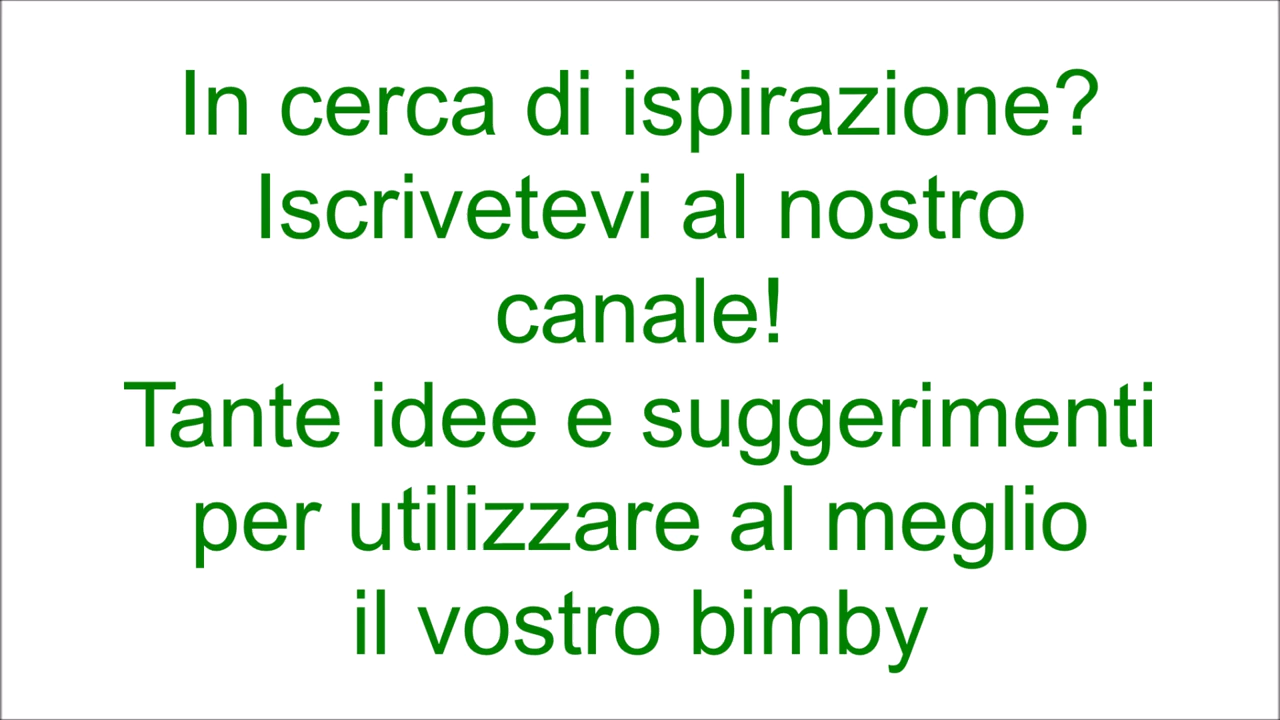 In cerca di ispirazione?
Iscrivetevi al nostro
canale!
Tante idee e suggerimenti
per utilizzare al meglio
il vostro bimby